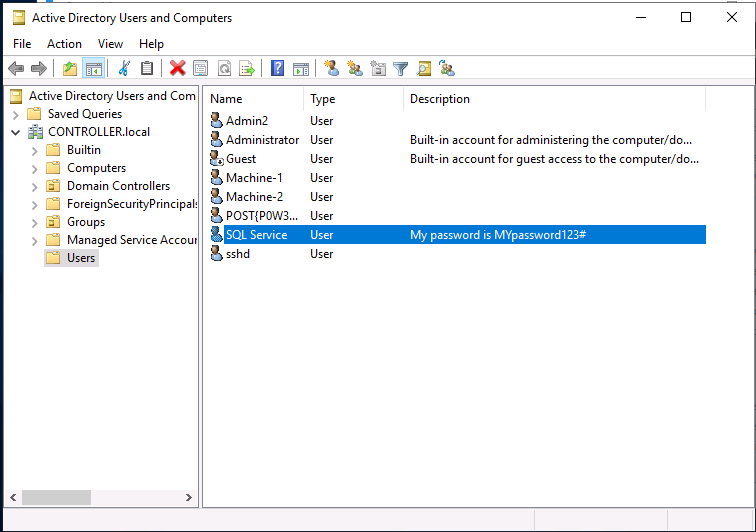 Active Directory Users and Computers
File Action View Help
Active Directory Users and Com
Saved Queries
CONTROLLER.local
Builtin
Computers
Domain Controllers
ForeignSecurityPrincipals
Groups
Managed Service Accour
Users
Name Type Description
Admin2 User
Administrator User Built-in account for administering the computer/do...
Guest User Built-in account for guest access to the computer/do...
Machine-1 User
Machine-2 User
POST{P0W3... User
SQL Service User My password is MYpassword123#
sshd User